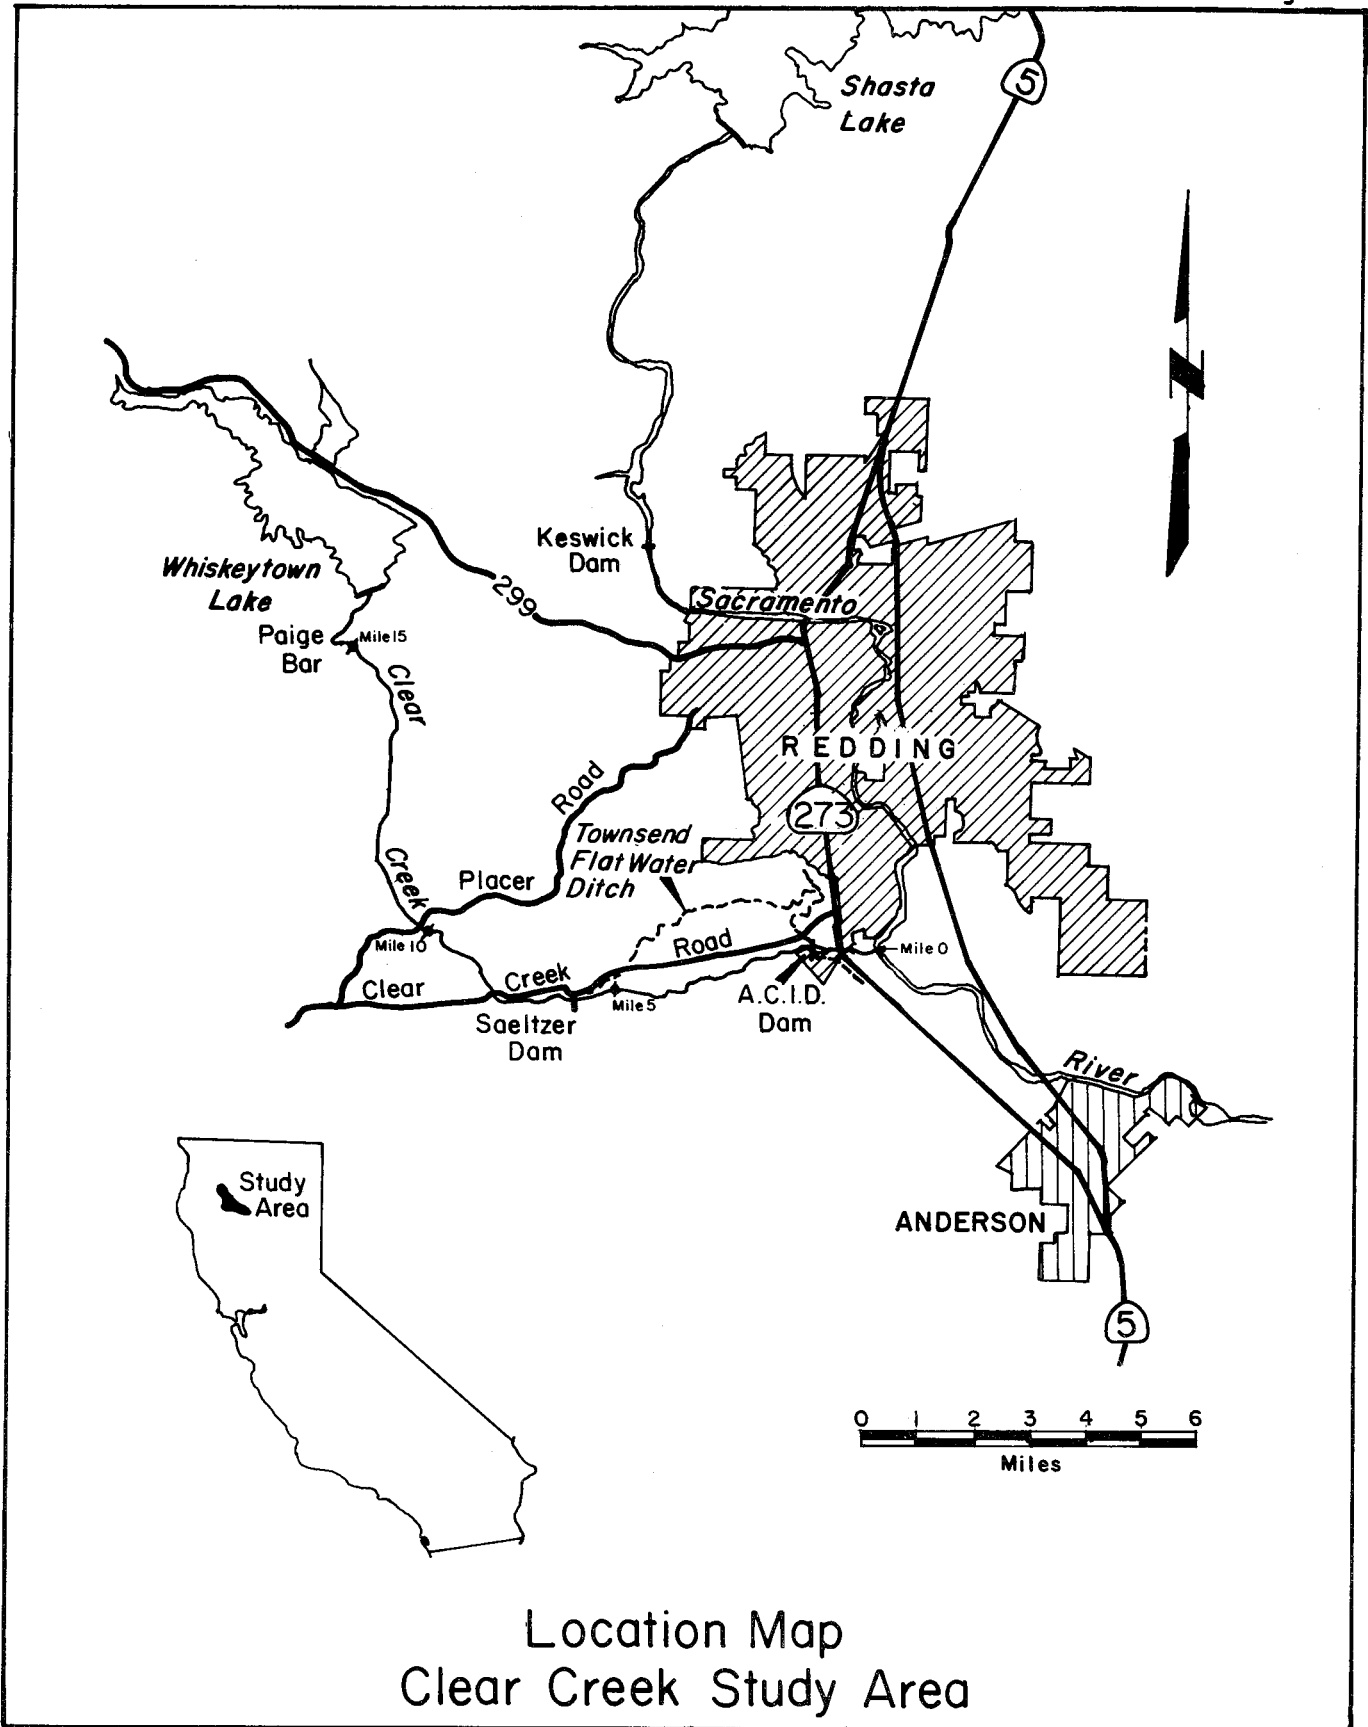 Shasta
Lake
5
N
Keswick
Dam
Whiskeytown
Lake
299
Sacramento
Paige
Bar
Mile 15
Clear
REDDING
Road
273
Townsend
Flat Water
Ditch
Creek
Placer
Mile 10
Road
Mile 0
Clear
Creek
Mile 5
A.C.I.D.
Dam
Saeltzer
Dam
River
Study
Area
ANDERSON
5
0 1 2 3 4 5 6
Miles
Location Map
Clear Creek Study Area